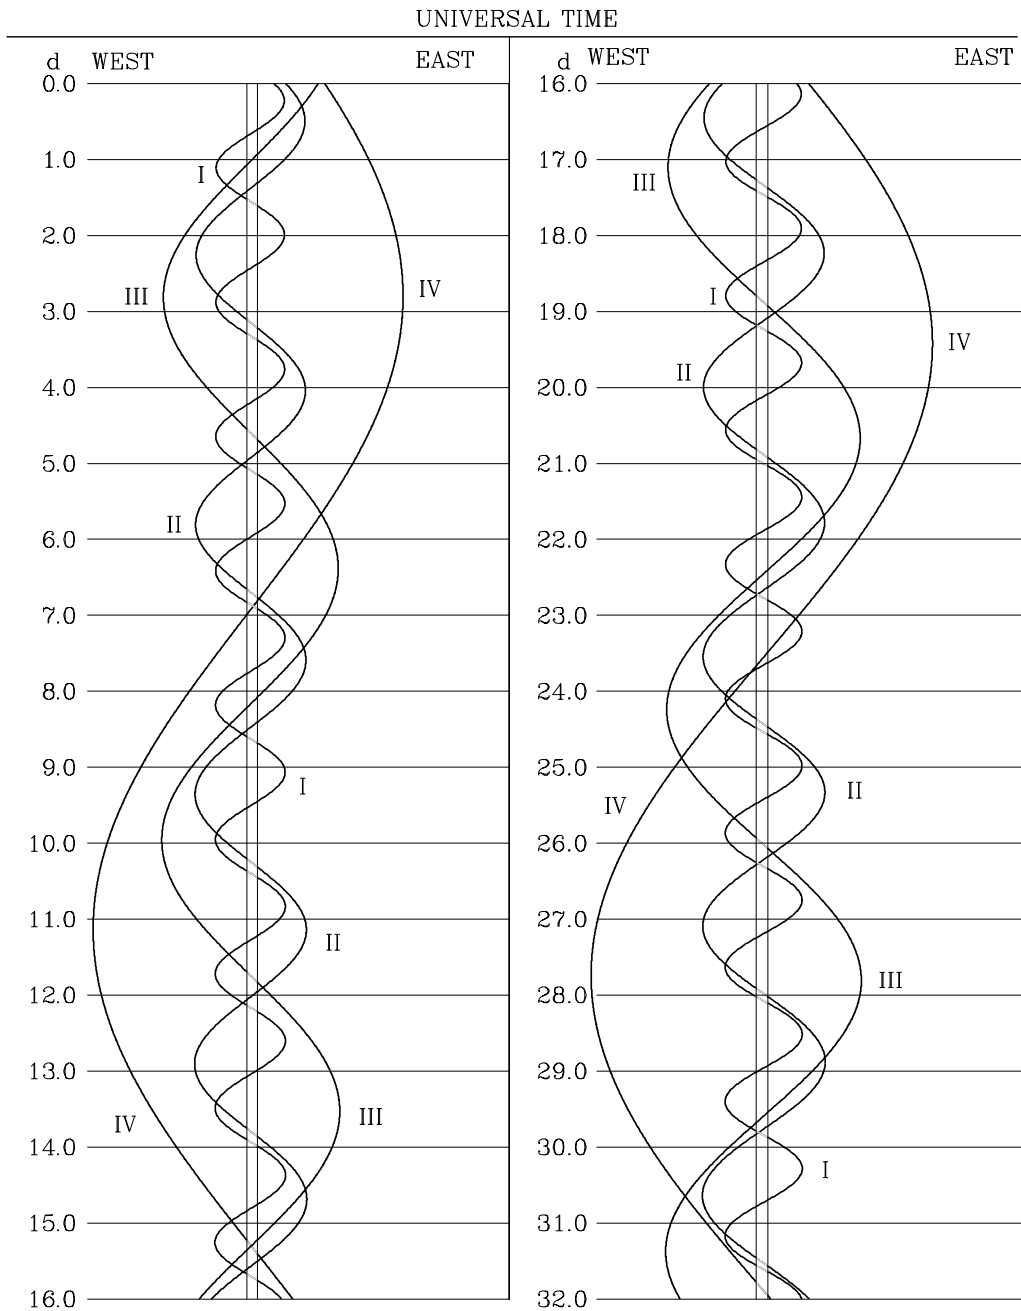 UNIVERSAL TIME
d WEST EAST
0.0
1.0
I
2.0
III
IV
3.0
4.0
5.0
II
6.0
7.0
8.0
9.0
I
10.0
11.0
II
12.0
13.0
IV
III
14.0
15.0
16.0
d WEST EAST
16.0
17.0
III
18.0
I
19.0
IV
II
20.0
21.0
22.0
23.0
24.0
25.0
II
IV
26.0
27.0
III
28.0
29.0
30.0
I
31.0
32.0